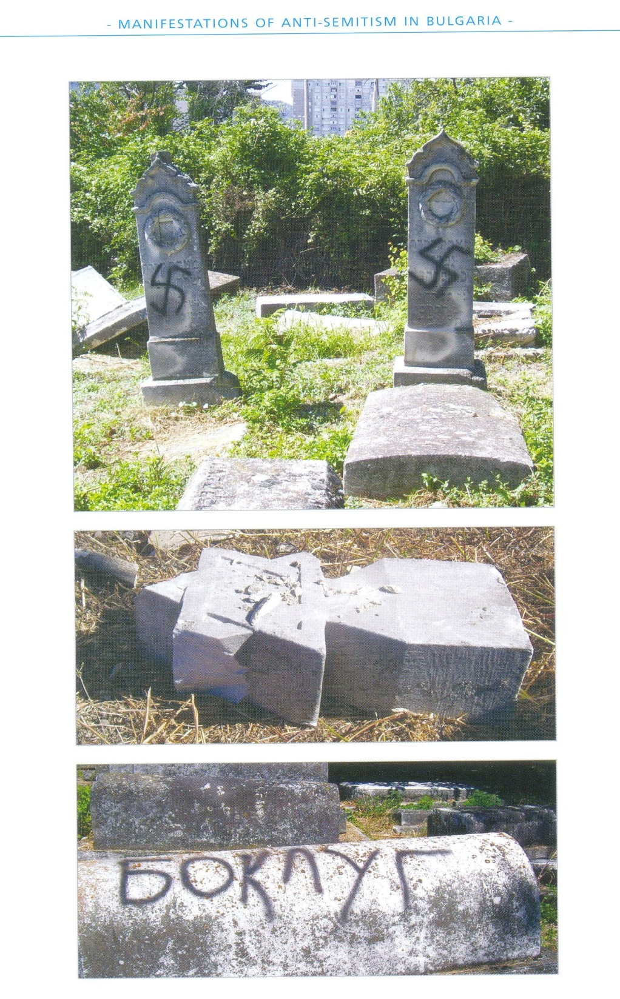 - MANIFESTATIONS OF ANTI-SEMITISM IN BULGARIA -
БОКЛУГ